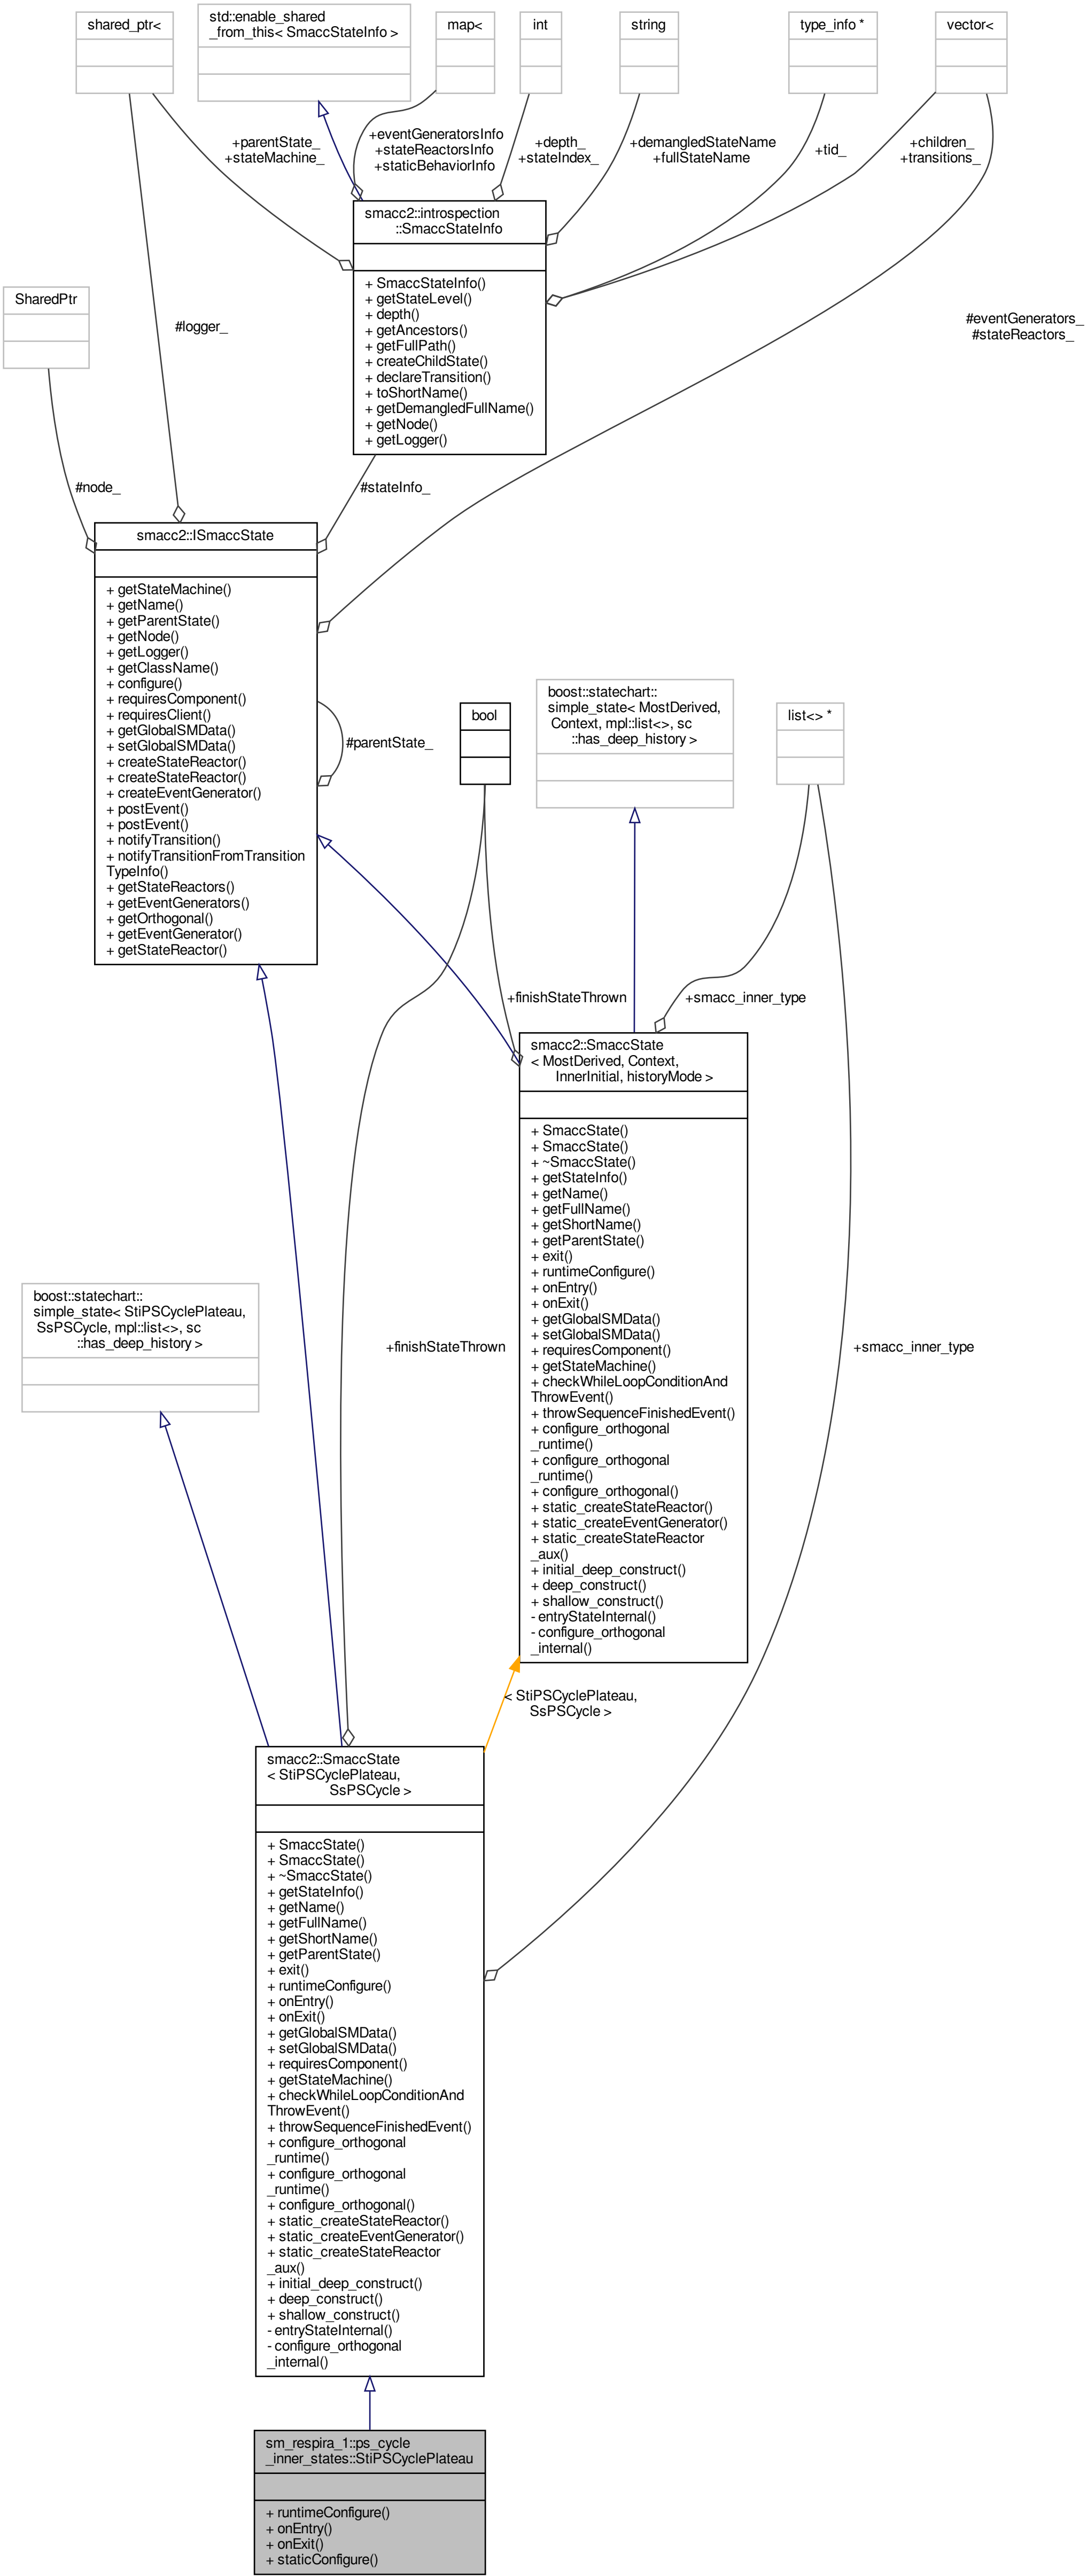 shared_ptr<
std::enable_shared
_from_this< SmaccStateInfo >
map<
int
string
type_info *
vector<
+parentState_
+stateMachine_
+eventGeneratorsInfo
+stateReactorsInfo
+staticBehaviorInfo
+depth_
+stateIndex_
+demangledStateName
+fullStateName
+tid_
+children_
+transitions_
smacc2::introspection
::SmaccStateInfo
+ SmaccStateInfo()
+ getStateLevel()
+ depth()
+ getAncestors()
+ getFullPath()
+ createChildState()
+ declareTransition()
+ toShortName()
+ getDemangledFullName()
+ getNode()
+ getLogger()
SharedPtr
#logger_
#eventGenerators_
#stateReactors_
#node_
#stateInfo_
smacc2::ISmaccState
+ getStateMachine()
+ getName()
+ getParentState()
+ getNode()
+ getLogger()
+ getClassName()
+ configure()
+ requiresComponent()
+ requiresClient()
+ getGlobalSMData()
+ setGlobalSMData()
+ createStateReactor()
+ createStateReactor()
+ createEventGenerator()
+ postEvent()
+ postEvent()
+ notifyTransition()
+ notifyTransitionFromTransition
TypeInfo()
+ getStateReactors()
+ getEventGenerators()
+ getOrthogonal()
+ getEventGenerator()
+ getStateReactor()
#parentState_
bool
boost::statechart::
simple_state< MostDerived,
Context, mpl::list<>, sc
::has_deep_history >
list<> *
+finishStateThrown
+smacc_inner_type
smacc2::SmaccState
< MostDerived, Context,
InnerInitial, historyMode >
+ SmaccState()
+ SmaccState()
+ ~SmaccState()
+ getStateInfo()
+ getName()
+ getFullName()
+ getShortName()
+ getParentState()
+ exit()
+ runtimeConfigure()
+ onEntry()
+ onExit()
+ getGlobalSMData()
+ setGlobalSMData()
+ requiresComponent()
+ getStateMachine()
+ checkWhileLoopConditionAnd
ThrowEvent()
+ throwSequenceFinishedEvent()
+ configure_orthogonal
_runtime()
+ configure_orthogonal
_runtime()
+ configure_orthogonal()
+ static_createStateReactor()
+ static_createEventGenerator()
+ static_createStateReactor
_aux()
+ initial_deep_construct()
+ deep_construct()
+ shallow_construct()
- entryStateInternal()
- configure_orthogonal
_internal()
boost::statechart::
simple_state< StiPSCyclePlateau,
SsPSCycle, mpl::list<>, sc
::has_deep_history >
+finishStateThrown
+smacc_inner_type
< StiPSCyclePlateau,
SsPSCycle >
smacc2::SmaccState
< StiPSCyclePlateau,
SsPSCycle >
+ SmaccState()
+ SmaccState()
+ ~SmaccState()
+ getStateInfo()
+ getName()
+ getFullName()
+ getShortName()
+ getParentState()
+ exit()
+ runtimeConfigure()
+ onEntry()
+ onExit()
+ getGlobalSMData()
+ setGlobalSMData()
+ requiresComponent()
+ getStateMachine()
+ checkWhileLoopConditionAnd
ThrowEvent()
+ throwSequenceFinishedEvent()
+ configure_orthogonal
_runtime()
+ configure_orthogonal
_runtime()
+ configure_orthogonal()
+ static_createStateReactor()
+ static_createEventGenerator()
+ static_createStateReactor
_aux()
+ initial_deep_construct()
+ deep_construct()
+ shallow_construct()
- entryStateInternal()
- configure_orthogonal
_internal()
sm_respira_1::ps_cycle
_inner_states::StiPSCyclePlateau
+ runtimeConfigure()
+ onEntry()
+ onExit()
+ staticConfigure()